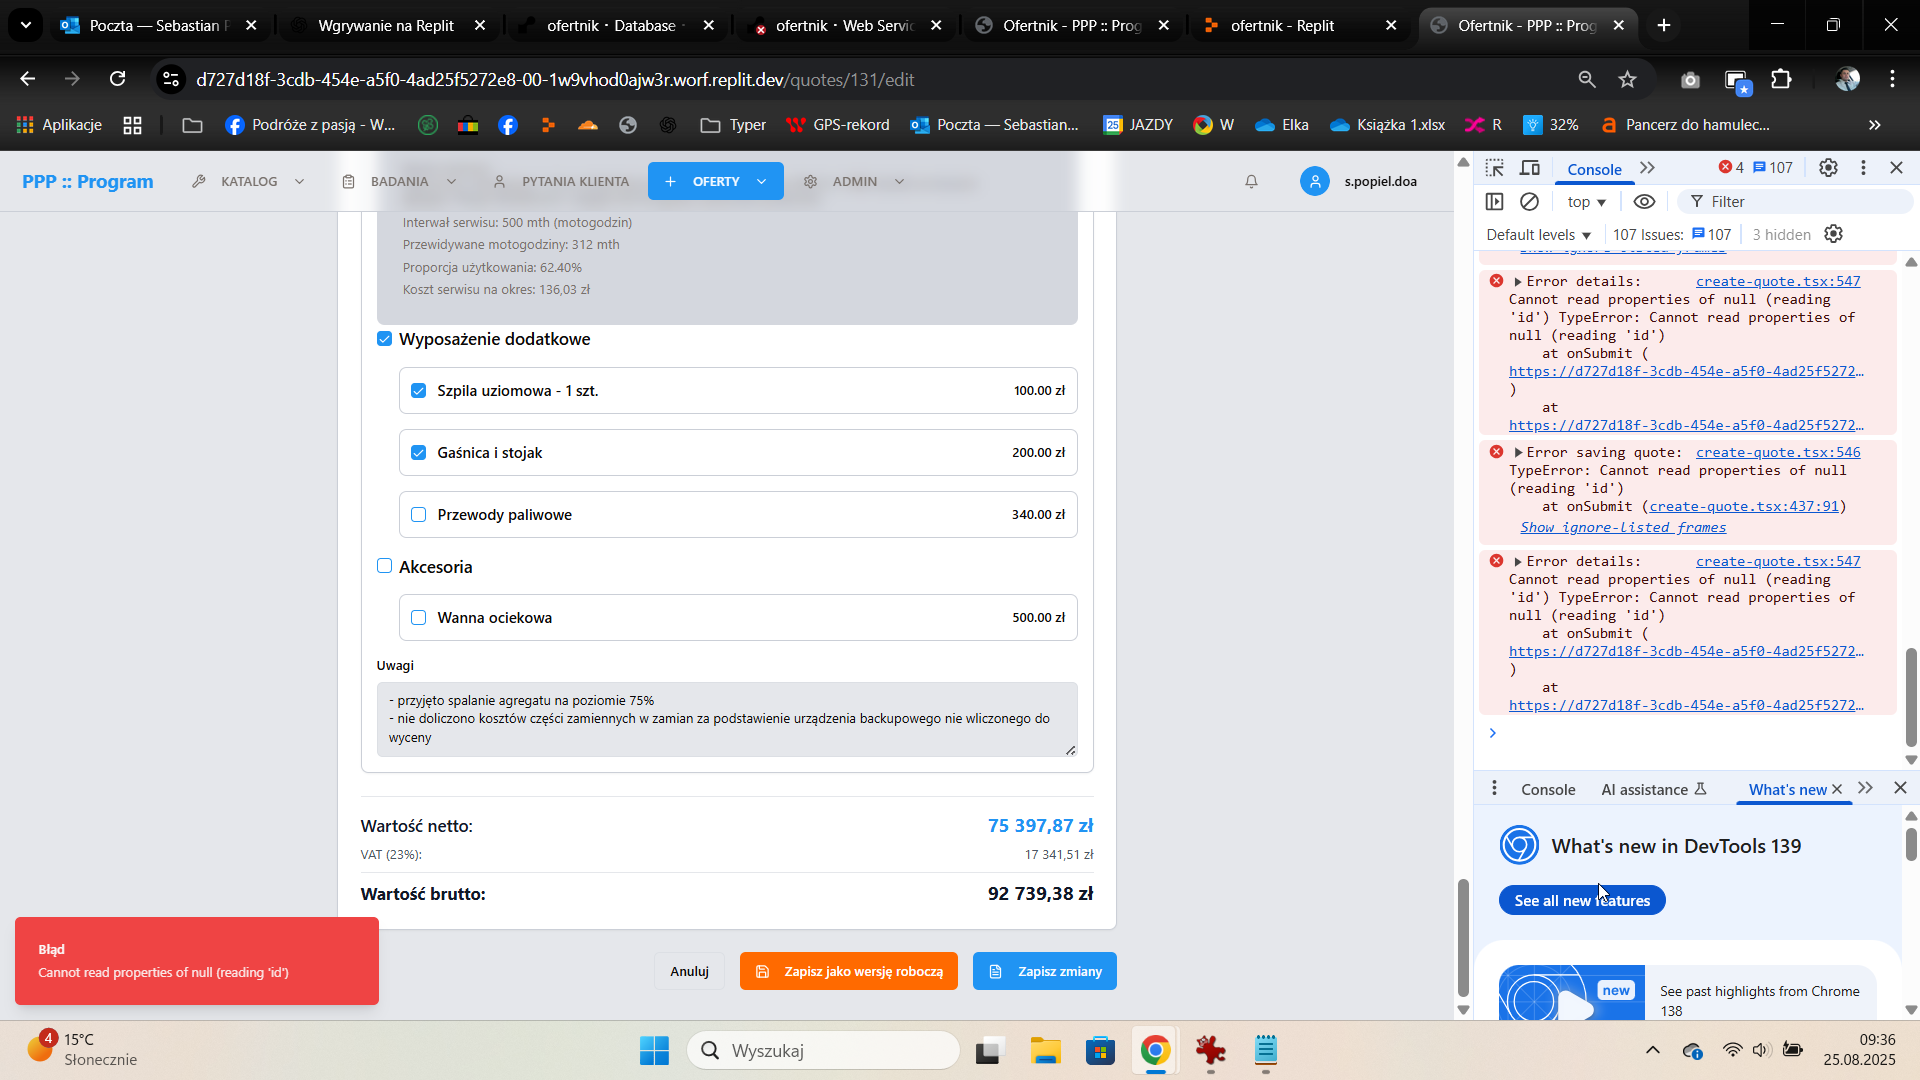 Poczta — Sebastian P
Wgrywanie na Replit
ofertnik · Database
ofertnik · Web Servic
Ofertnik - PPP :: Prog
ofertnik - Replit
Ofertnik - PPP :: Prog
d727d18f-3cdb-454e-a5f0-4ad25f5272e8-00-1w9vhod0ajw3r.worf.replit.dev/quotes/131/edit
Aplikacje
Podróże z pasją - W...
Typer
GPS-rekord
Poczta — Sebastian...
25 JAZDY
W
Elka
Książka 1.xlsx
R
32%
Pancerz do hamulec...
PPP :: Program
KATALOG
BADANIA
PYTANIA KLIENTA
OFERTY
ADMIN
s.popiel.doa
Interwał serwisu: 500 mth (motogodzin)
Przewidywane motogodziny: 312 mth
Proporcja użytkowania: 62.40%
Koszt serwisu na okres: 136,03 zł
Wyposażenie dodatkowe
Szpila uziomowa - 1 szt. 100.00 zł
Gaśnica i stojak 200.00 zł
Przewody paliwowe 340.00 zł
Akcesoria
Wanna ociekowa 500.00 zł
Uwagi
- przyjęto spalanie agregatu na poziomie 75%
- nie doliczono kosztów części zamiennych w zamian za podstawienie urządzenia backupowego nie wliczonego do
wyceny
Wartość netto: 75 397,87 zł
VAT (23%): 17 341,51 zł
Wartość brutto: 92 739,38 zł
Anuluj
Zapisz jako wersję roboczą
Zapisz zmiany
Błąd
Cannot read properties of null (reading 'id')
Console
4
107
top
Filter
Default levels
107 Issues: 107
3 hidden
Show ignore-listed frames
Error details: create-quote.tsx:547
Cannot read properties of null (reading
'id') TypeError: Cannot read properties of
null (reading 'id')
at onSubmit (
https://d727d18f-3cdb-454e-a5f0-4ad25f5272…
)
at
https://d727d18f-3cdb-454e-a5f0-4ad25f5272…
Error saving quote: create-quote.tsx:546
TypeError: Cannot read properties of null
(reading 'id')
at onSubmit (create-quote.tsx:437:91)
Show ignore-listed frames
Error details: create-quote.tsx:547
Cannot read properties of null (reading
'id') TypeError: Cannot read properties of
null (reading 'id')
at onSubmit (
https://d727d18f-3cdb-454e-a5f0-4ad25f5272…
)
at
https://d727d18f-3cdb-454e-a5f0-4ad25f5272…
Console
AI assistance
What's new
What's new in DevTools 139
See all new features
new
See past highlights from Chrome
138
4
15°C
Słonecznie
Wyszukaj
09:36
25.08.2025